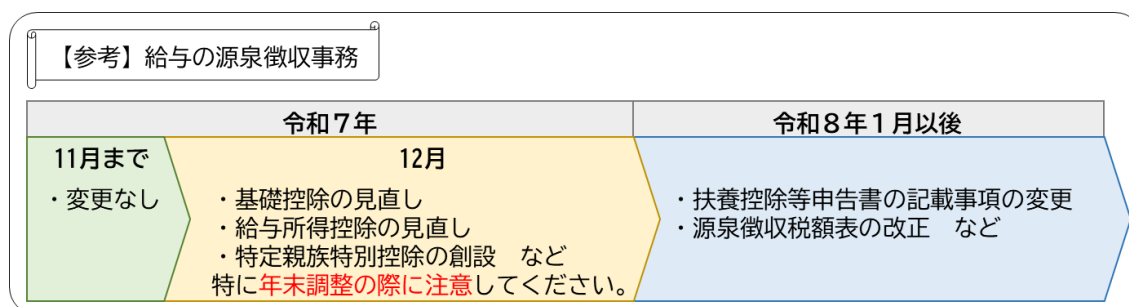 【参考】給与の源泉徴収事務
令和７年
令和８年１月以後
11月まで
・変更なし
12月
・基礎控除の見直し
・給与所得控除の見直し
・特定親族特別控除の創設　など
特に年末調整の際に注意してください。
・扶養控除等申告書の記載事項の変更
・源泉徴収税額表の改正　など